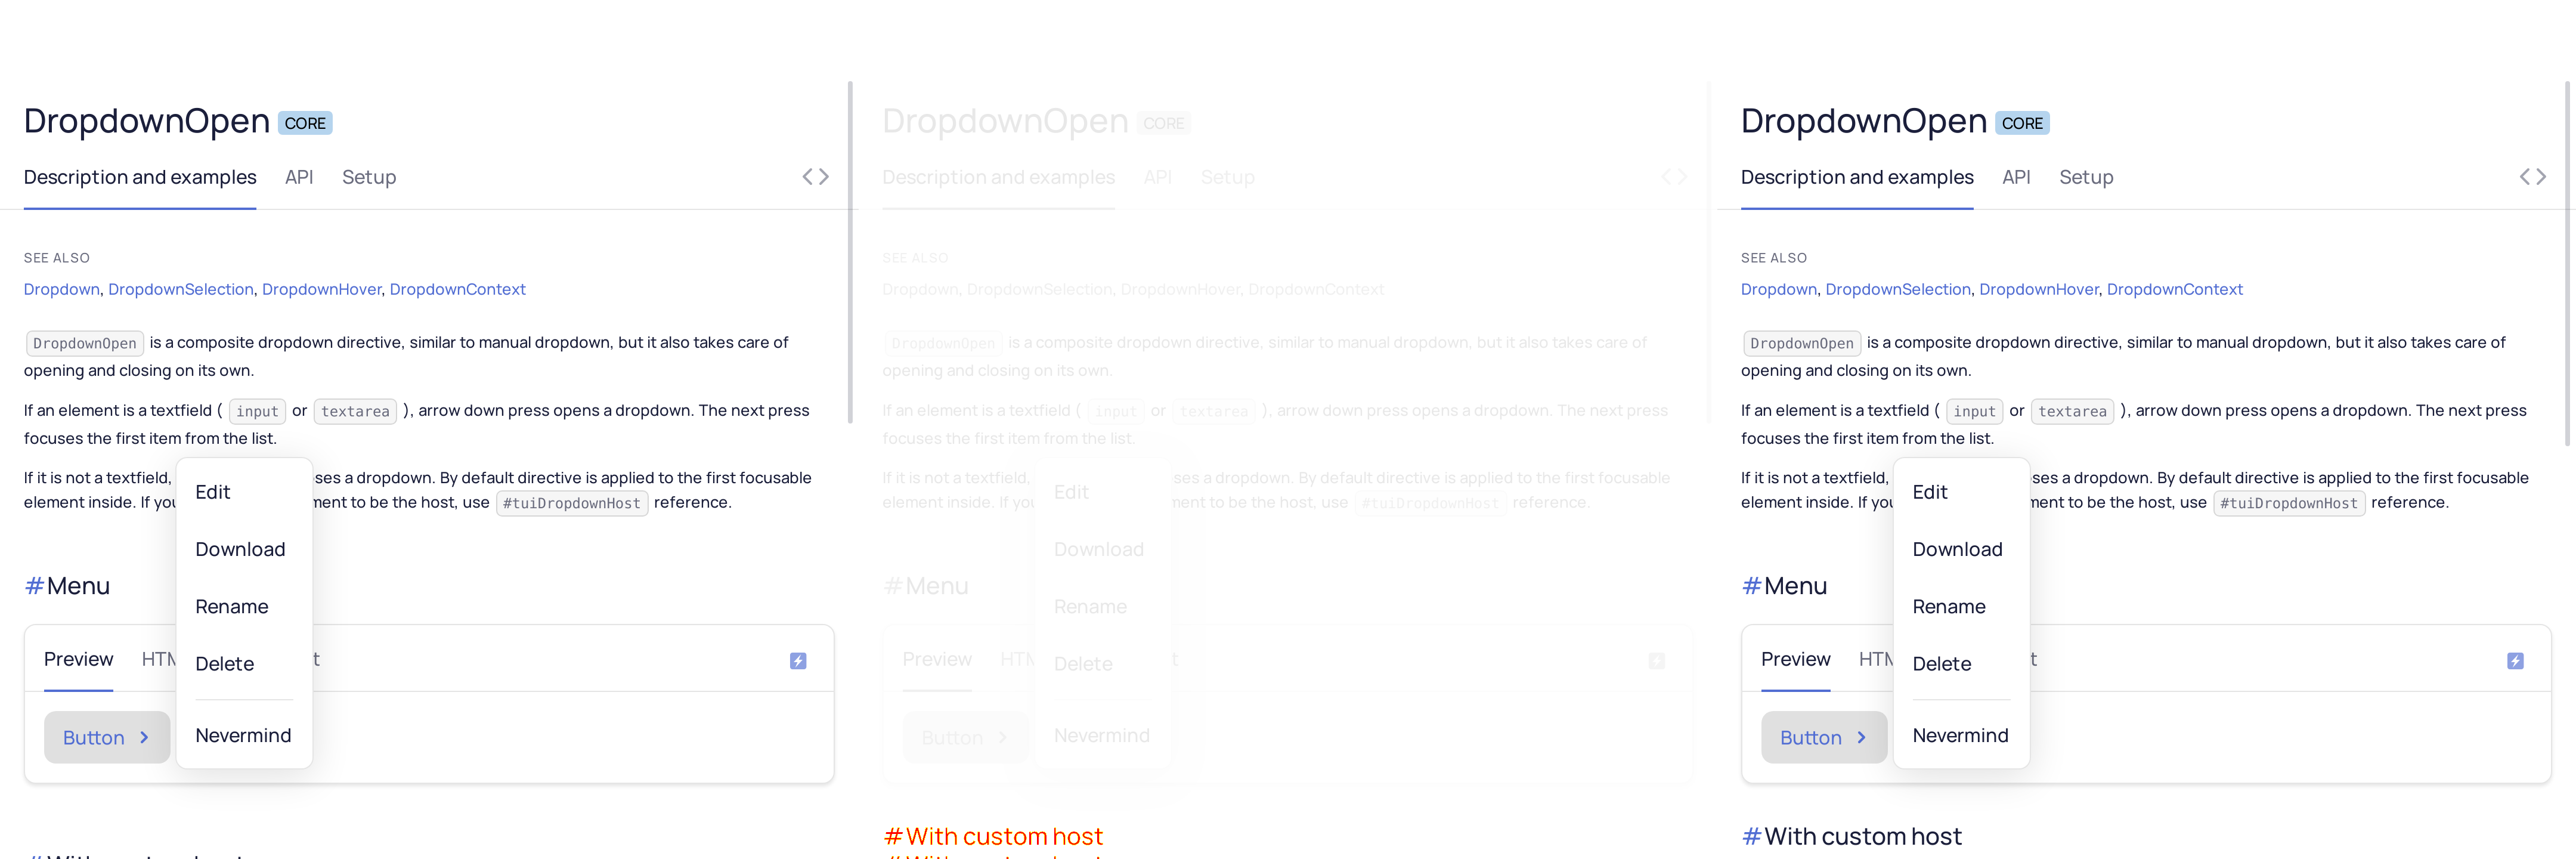 DropdownOpen CORE
Description and examples API Setup
SEE ALSO
Dropdown, DropdownSelection, DropdownHover, DropdownContext
DropdownOpen is a composite dropdown directive, similar to manual dropdown, but it also takes care of
opening and closing on its own.
If an element is a textfield ( input or textarea ), arrow down press opens a dropdown. The next press
focuses the first item from the list.
If it is not a textfield, ses a dropdown. By default directive is applied to the first focusable
element inside. If you ment to be the host, use #tuiDropdownHost reference.
Edit
Download
#Menu
Rename
Preview HTM t
Delete
Button
Nevermind
#With custom host
DropdownOpen CORE
Description and examples API Setup
SEE ALSO
Dropdown, DropdownSelection, DropdownHover, DropdownContext
DropdownOpen is a composite dropdown directive, similar to manual dropdown, but it also takes care of
opening and closing on its own.
If an element is a textfield ( input or textarea ), arrow down press opens a dropdown. The next press
focuses the first item from the list.
If it is not a textfield, ses a dropdown. By default directive is applied to the first focusable
element inside. If you ment to be the host, use #tuiDropdownHost reference.
Edit
Download
#Menu
Rename
Preview HTM t
Delete
Button
Nevermind
#With custom host
#With custom host
DropdownOpen CORE
Description and examples API Setup
SEE ALSO
Dropdown, DropdownSelection, DropdownHover, DropdownContext
DropdownOpen is a composite dropdown directive, similar to manual dropdown, but it also takes care of
opening and closing on its own.
If an element is a textfield ( input or textarea ), arrow down press opens a dropdown. The next press
focuses the first item from the list.
If it is not a textfield, ses a dropdown. By default directive is applied to the first focusable
element inside. If you ment to be the host, use #tuiDropdownHost reference.
Edit
Download
#Menu
Rename
Preview HTM t
Delete
Button
Nevermind
#With custom host